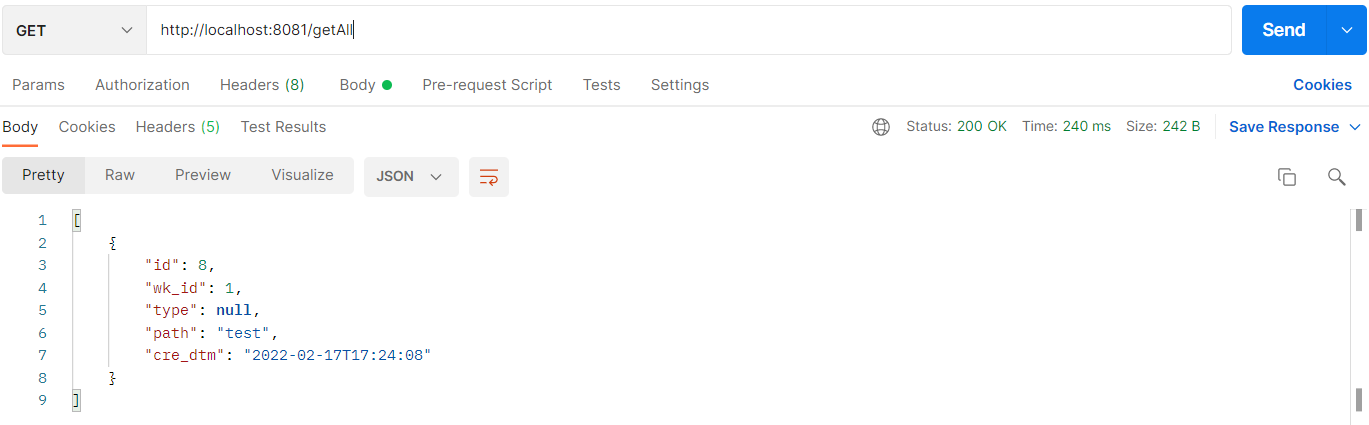 GET http://localhost:8081/getAll Send
Params Authorization Headers (8) Body Pre-request Script Tests Settings Cookies
Body Cookies Headers (5) Test Results Status: 200 OK Time: 240 ms Size: 242 B Save Response
Pretty Raw Preview Visualize JSON
1 [
2 {
3 "id": 8,
4 "wk_id": 1,
5 "type": null,
6 "path": "test",
7 "cre_dtm": "2022-02-17T17:24:08"
8 }
9 ]